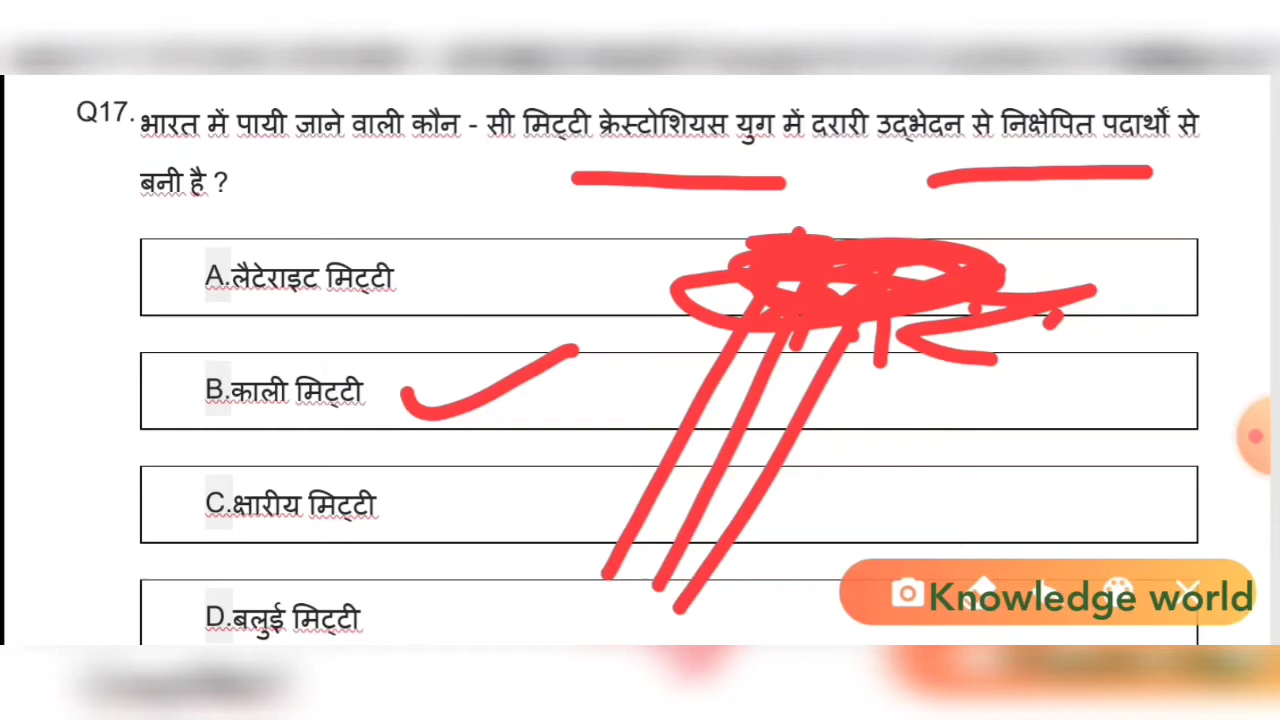 Q17. भारत में पायी जाने वाली कौन - सी मिट्टी क्रेस्टोशियस युग में दरारी उद्भेदन से निक्षेपित पदार्थों से
बनी है ?
A.लैटेराइट मिट्टी
B.काली मिट्टी
C.क्षारीय मिट्टी
D.बलुई मिट्टी
Knowledge world